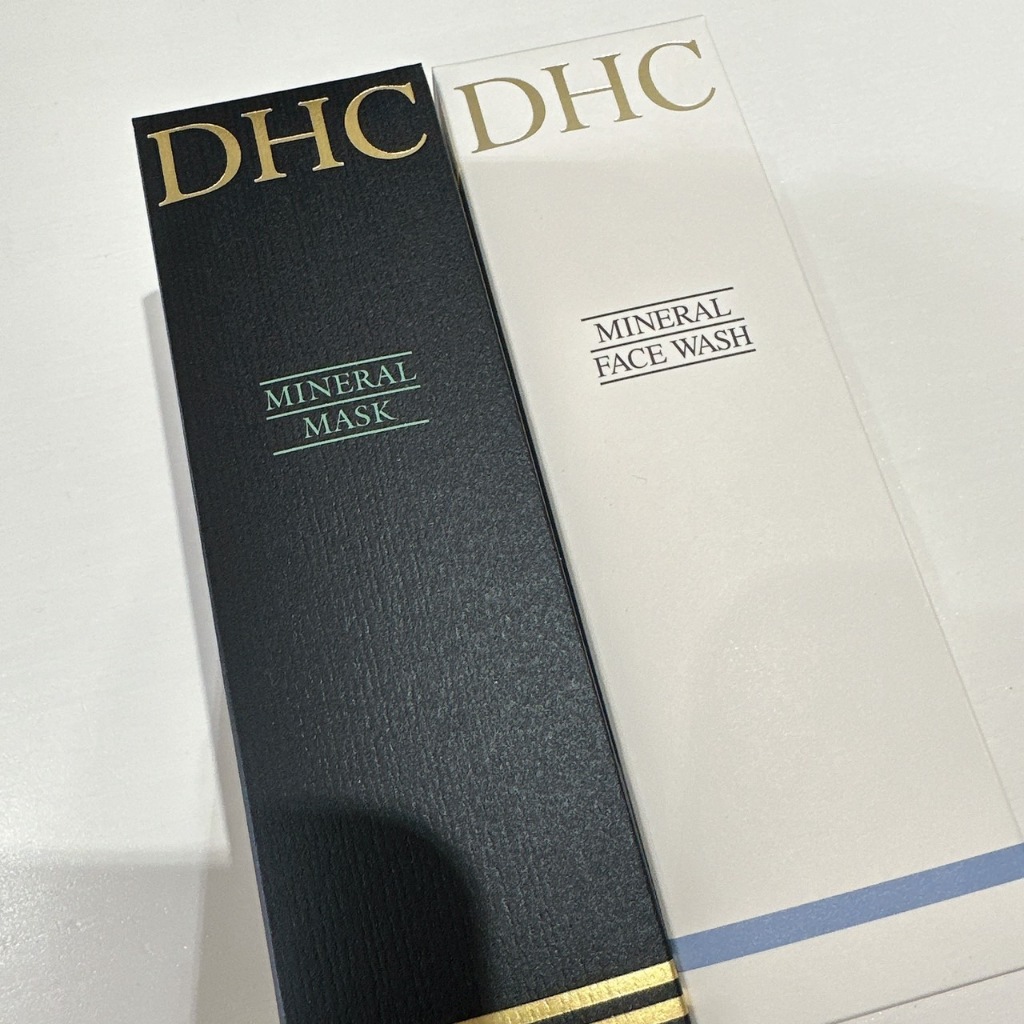 DHC
MINERAL
MASK
DHC
MINERAL
FACE WASH